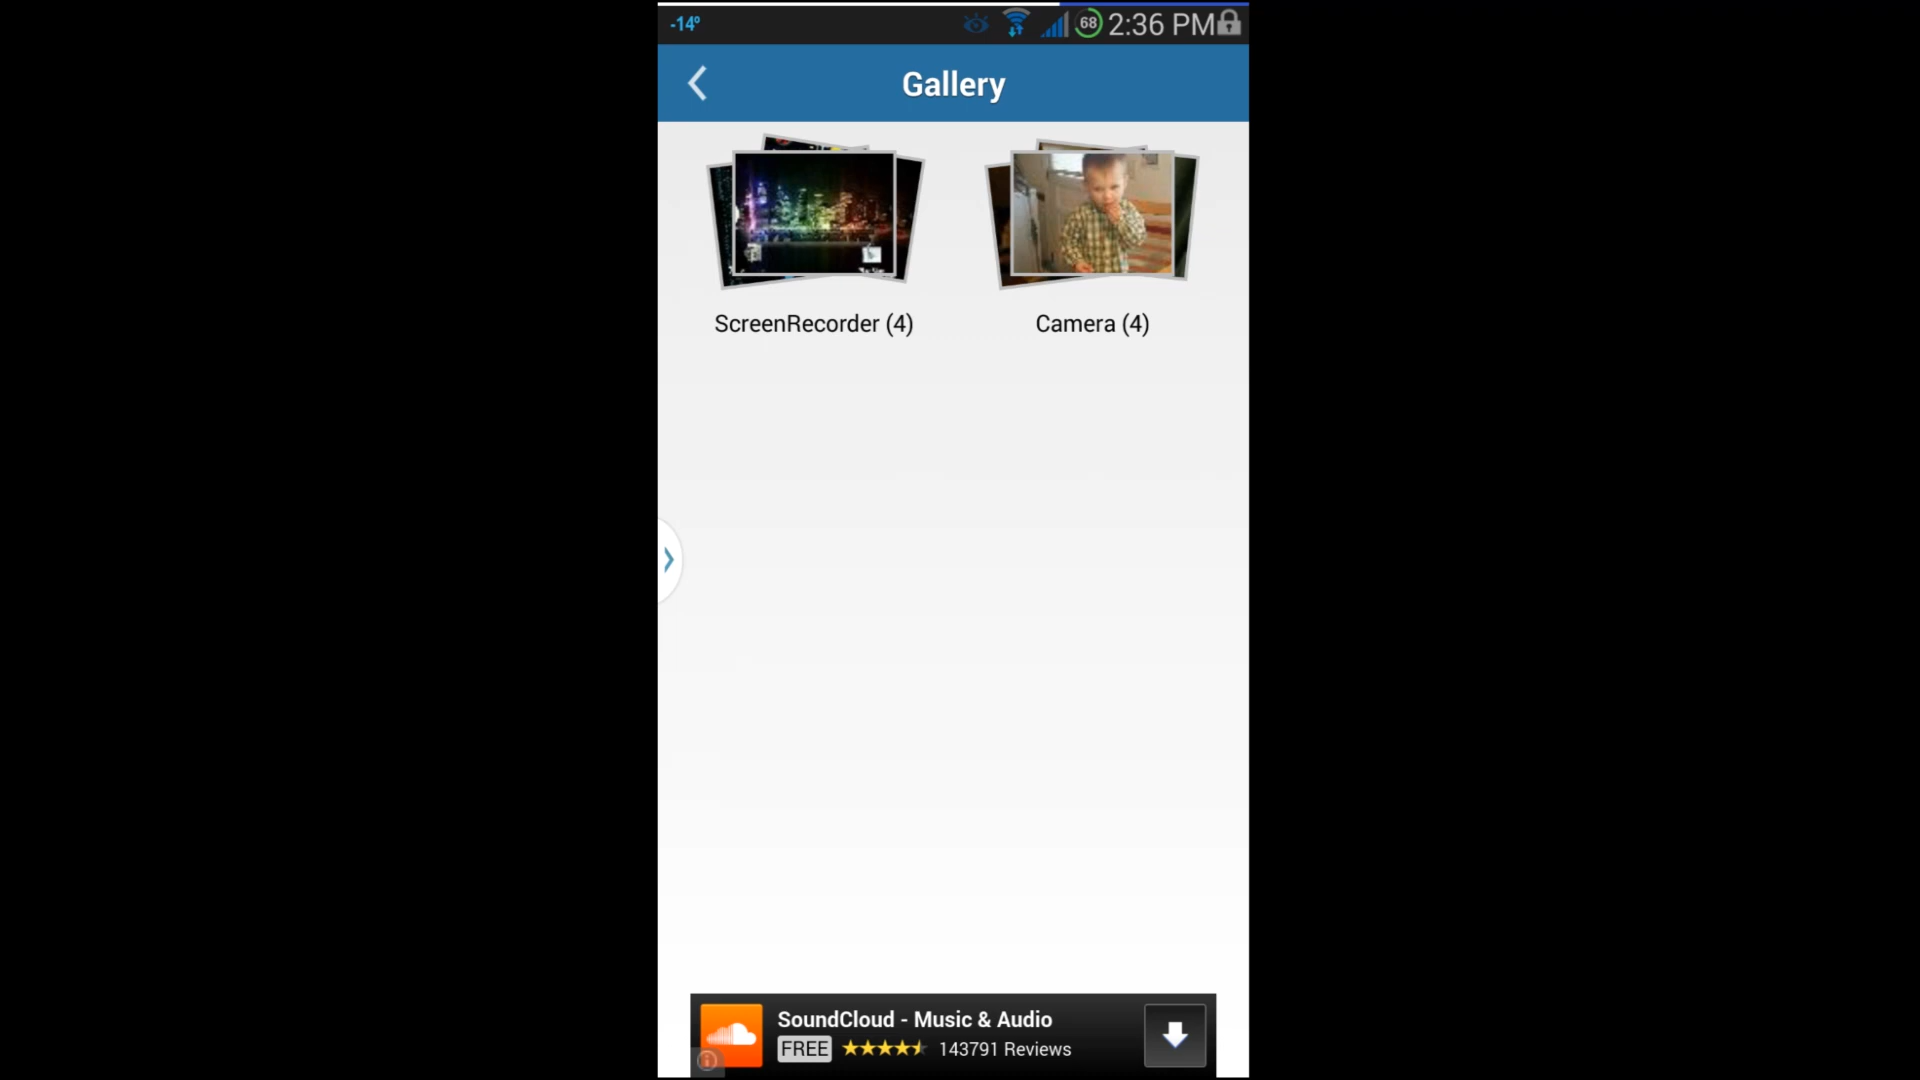 -14°
68 2:36 PM
Gallery
ScreenRecorder (4)
Camera (4)
SoundCloud - Music & Audio
FREE 143791 Reviews